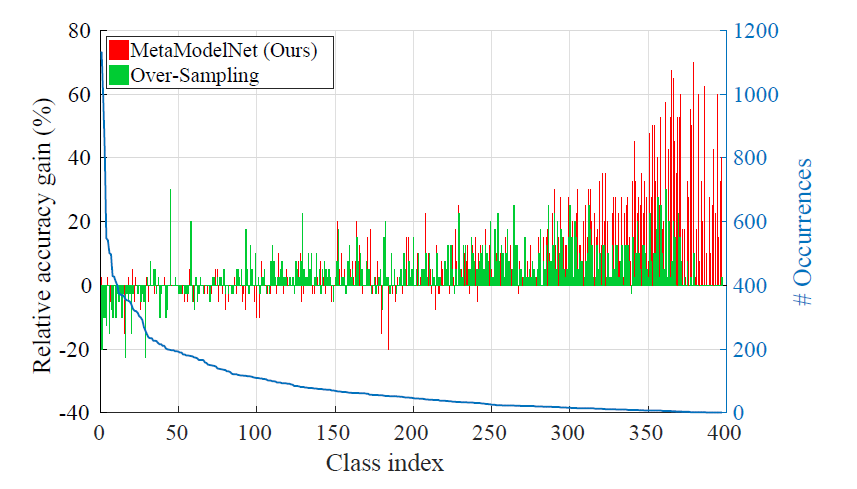 MetaModelNet (Ours)
Over-Sampling
Relative accuracy gain (%)
80
60
40
20
0
-20
-40
1200
1000
800
600
400
200
0
# Occurrences
0 50 100 150 200 250 300 350 400
Class index